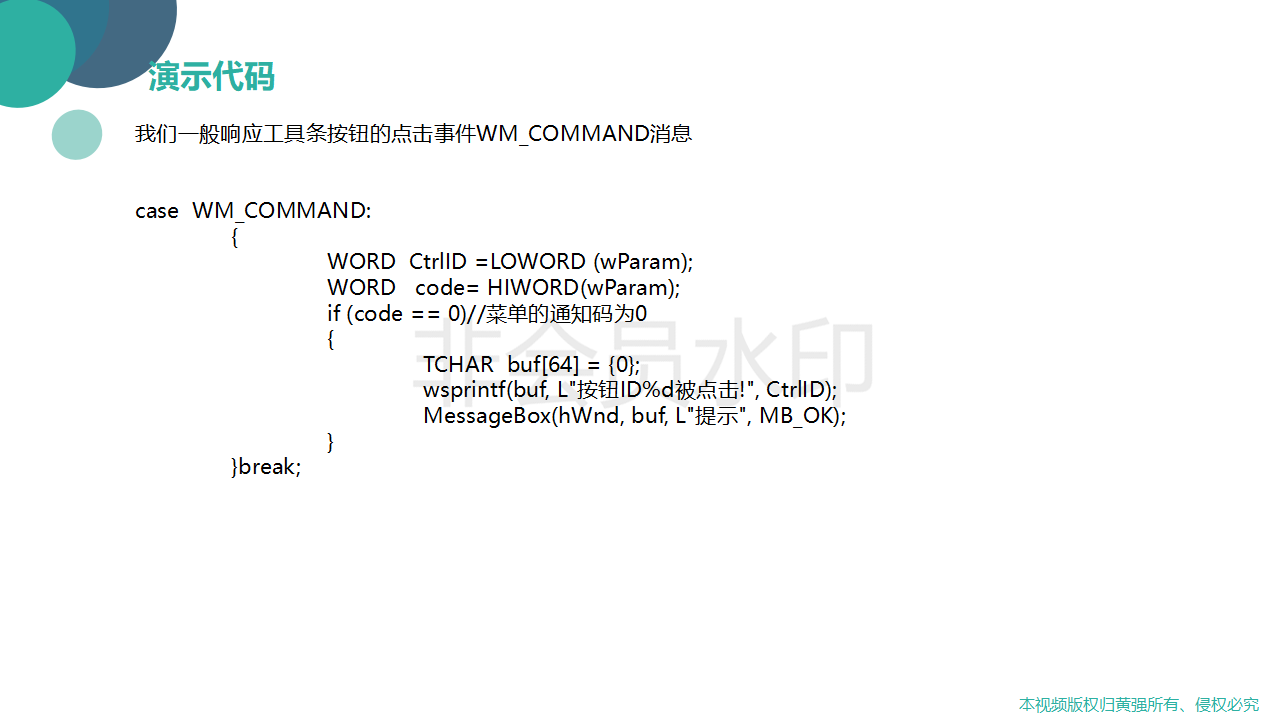 演示代码
我们一般响应工具条按钮的点击事件WM_COMMAND消息
case  WM_COMMAND:
{
WORD  CtrlID =LOWORD (wParam);
WORD   code= HIWORD(wParam);
if (code == 0)//菜单的通知码为0
{
TCHAR  buf[64] = {0};
wsprintf(buf, L"按钮ID%d被点击!", CtrlID);
MessageBox(hWnd, buf, L"提示", MB_OK);
}
}break;
非会员水印
本视频版权归黄强所有、侵权必究